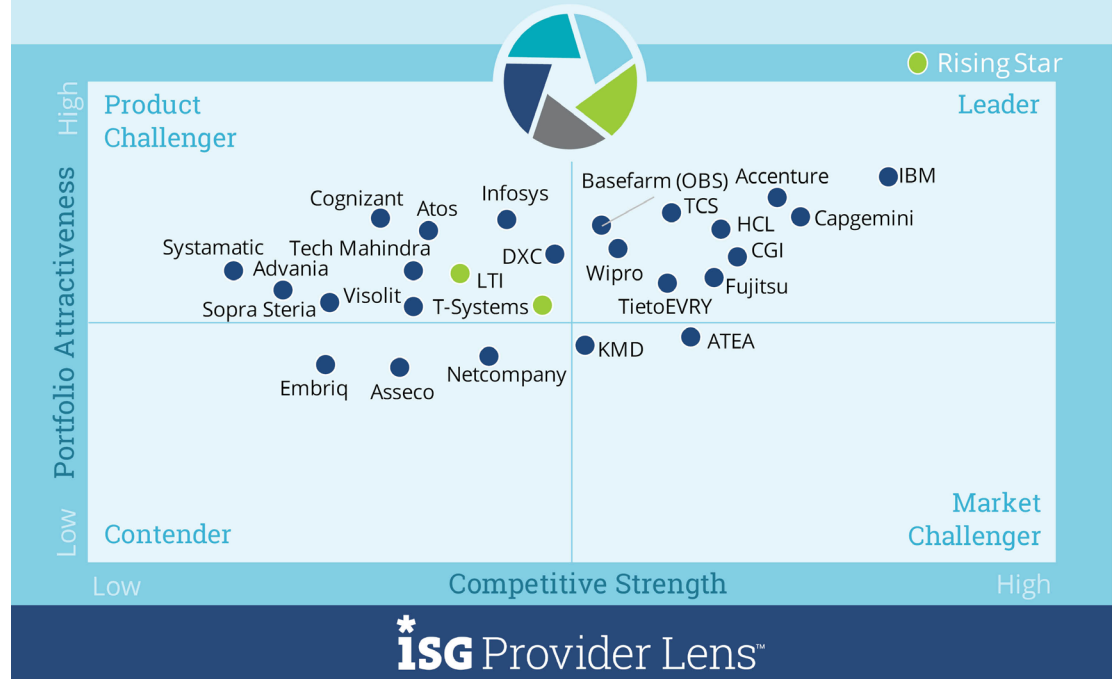 Rising Star
High
Product
Challenger
Leader
Portfolio Attractiveness
Cognizant
Atos
Infosys
Basefarm (OBS)
Accenture
IBM
TCS
HCL
Capgemini
Systamatic
Tech Mahindra
DXC
CGI
Advania
LTI
Wipro
Fujitsu
Sopra Steria
Visolit
T-Systems
TietoEVRY
KMD
ATEA
Embriq
Asseco
Netcompany
Low
Contender
Market
Challenger
Low
Competitive Strength
High
*ISG Provider Lens™